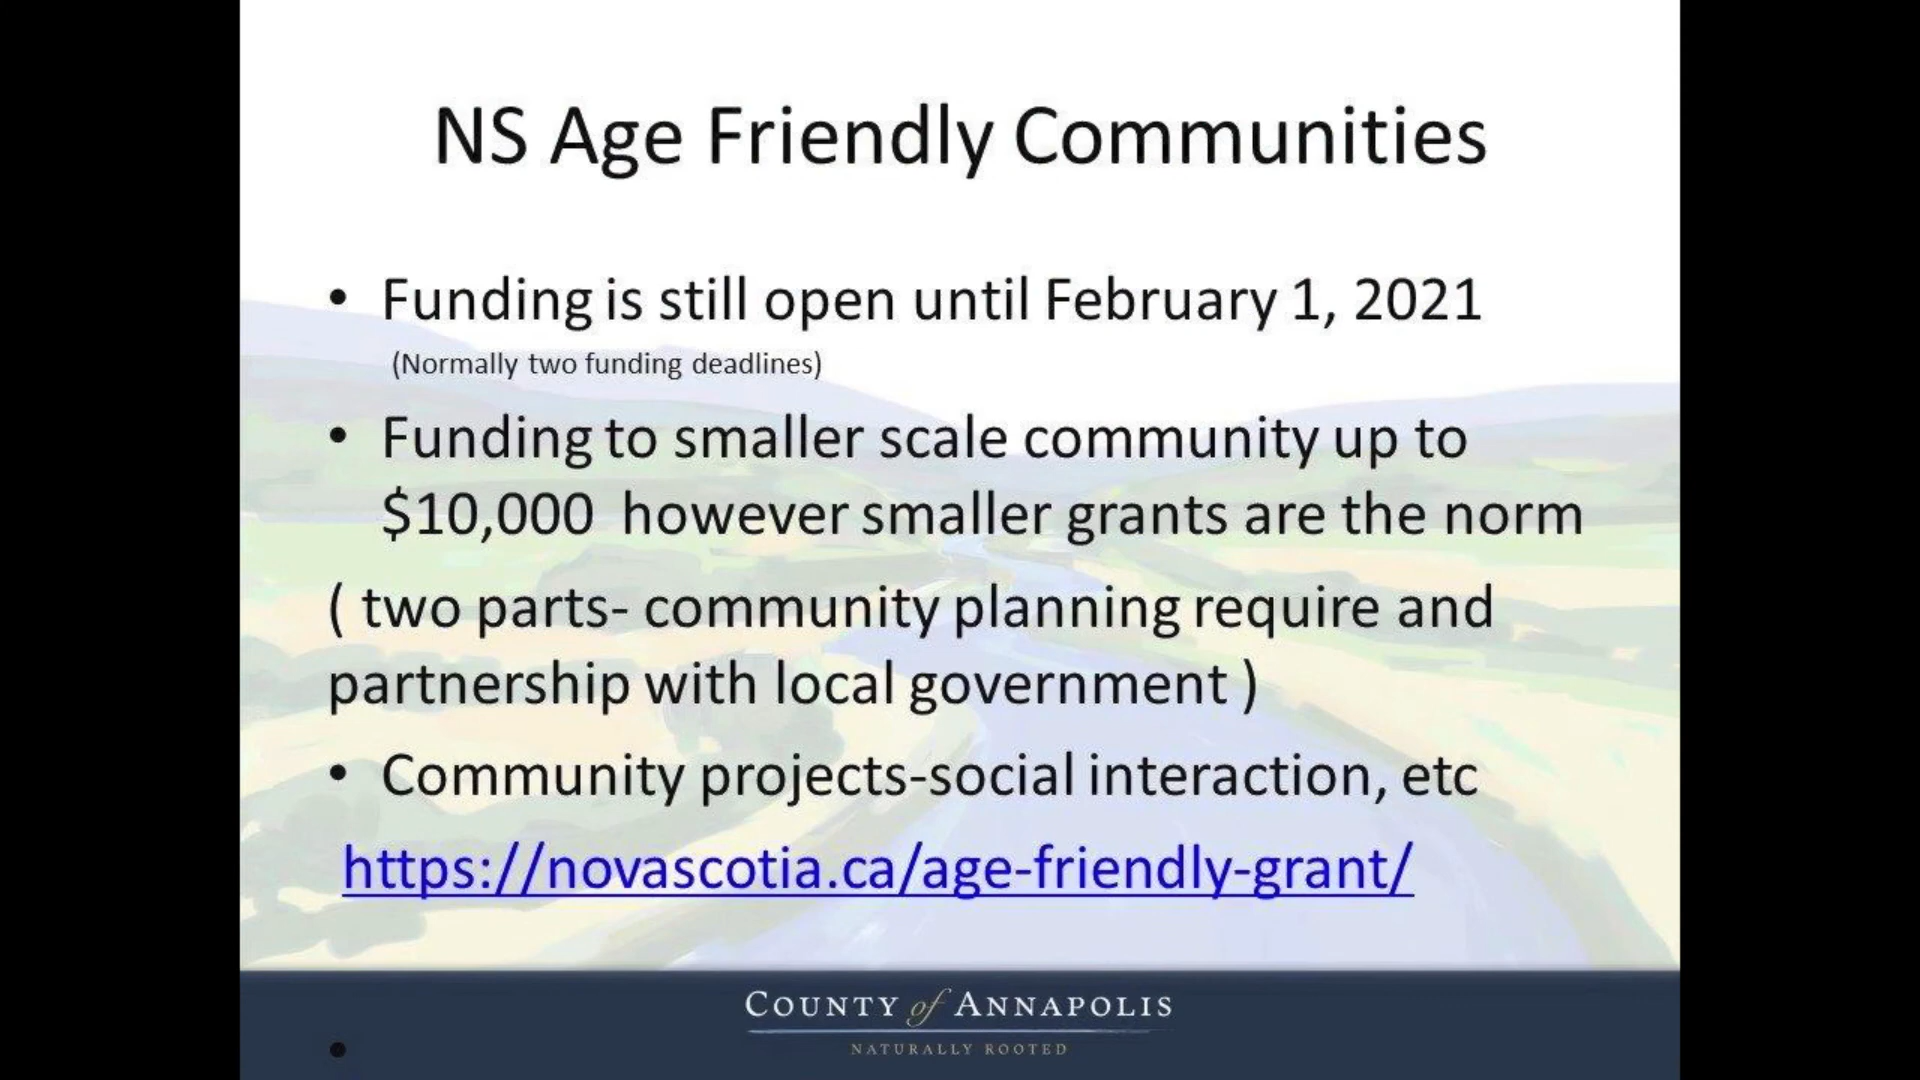 NS Age Friendly Communities
• Funding is still open until February 1, 2021
(Normally two funding deadlines)
• Funding to smaller scale community up to
$10,000 however smaller grants are the norm
( two parts- community planning require and
partnership with local government )
• Community projects-social interaction, etc
https://novascotia.ca/age-friendly-grant/
COUNTY of ANNAPOLIS
NATURALLY ROOTED
•